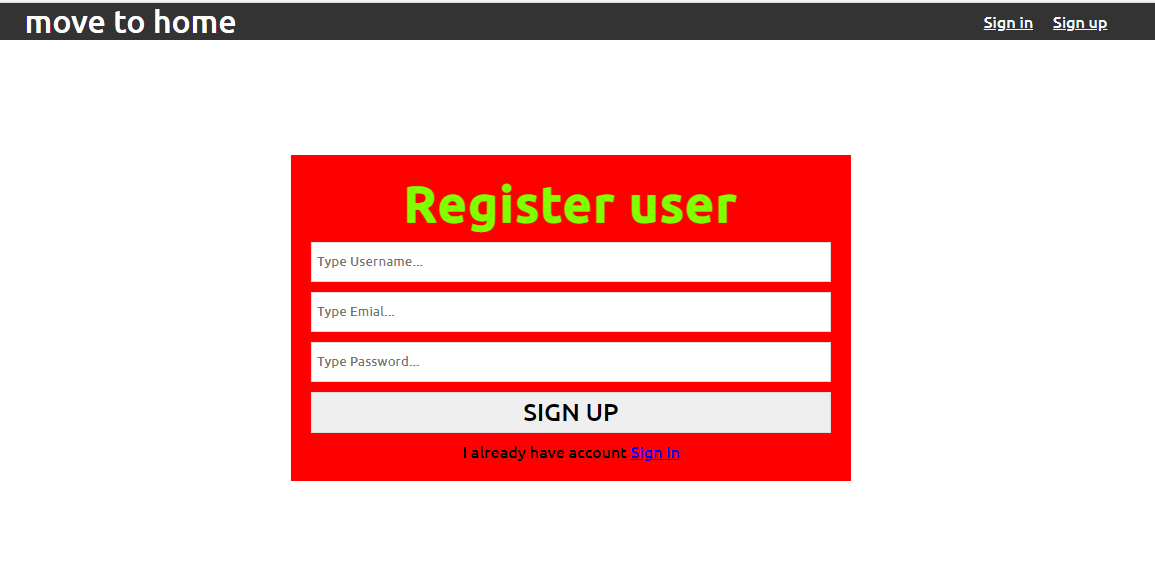 move to home
Sign in Sign up
Register user
Type Username...
Type Emial...
Type Password...
SIGN UP
I already have account Sign in